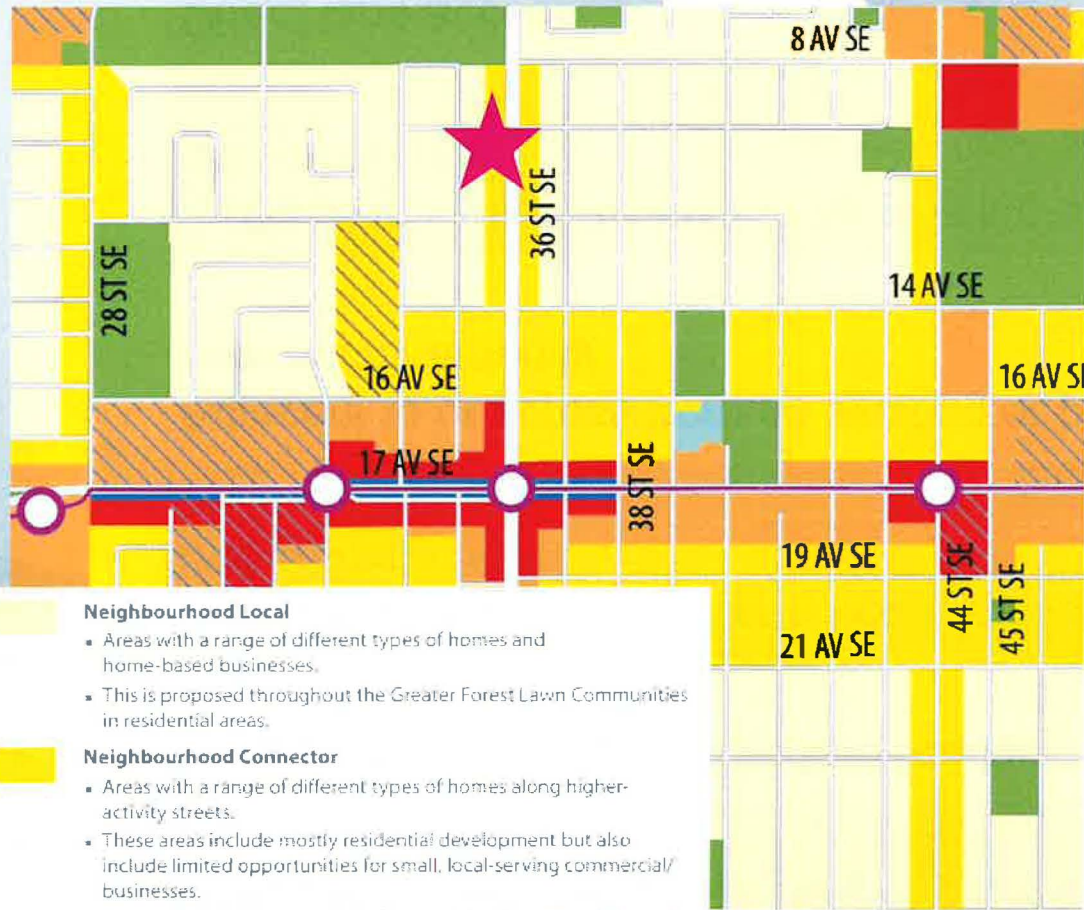 8 AV SE
36 ST SE
28 ST SE
14 AV SE
16 AV SE
16 AV SE
17 AV SE
38 ST SE
19 AV SE
44 ST SE
45 ST SE
21 AV SE
Neighbourhood Local
▪ Areas with a range of different types of homes and
home-based businesses.
▪ This is proposed throughout the Greater Forest Lawn Communities
in residential areas.
Neighbourhood Connector
▪ Areas with a range of different types of homes along higher-
activity streets.
▪ These areas include mostly residential development but also
include limited opportunities for small, local-serving commercial/
businesses.